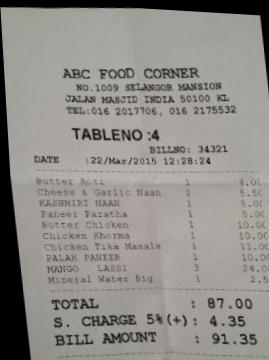 ABC FOOD CORNER
NO.1009 SELANGOR MANSION
JALAN MASJID INDIA 50100 KL
TEL:016 2017706, 016 2175532
TABLENO :4
BILLNO: 34321
DATE :22/Mar/2015 12:28:24
Butter Roti 1 4.00
Cheese & Garlic Naan 1 5.50
KASHMIRI NAAN 1 5.00
Paneer Paratha 1 5.00
Butter Chicken 1 10.00
Chicken Khorma 1 10.00
Chicken Tika Masala 1 11.00
PALAK PANEER 1 10.00
MANGO LASSI 3 24.00
Mineral Water Big 1 2.5
TOTAL : 87.00
S. CHARGE 5%(+): 4.35
BILL AMOUNT : 91.35